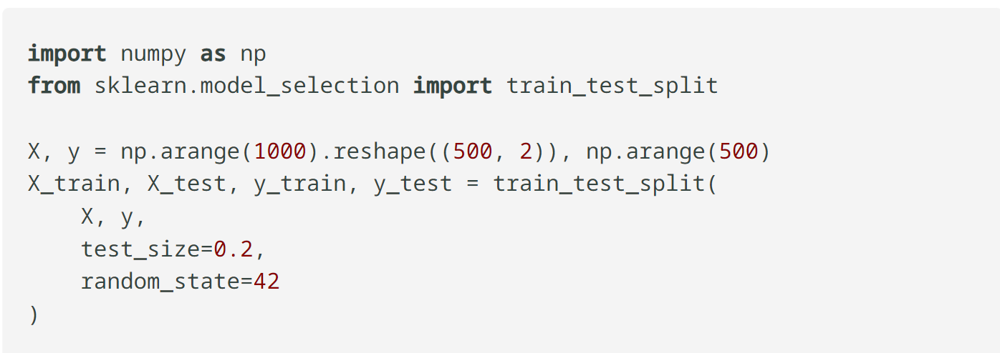 import numpy as np
from sklearn.model_selection import train_test_split

X, y = np.arange(1000).reshape((500, 2)), np.arange(500)
X_train, X_test, y_train, y_test = train_test_split(
    X, y,
    test_size=0.2,
    random_state=42
)